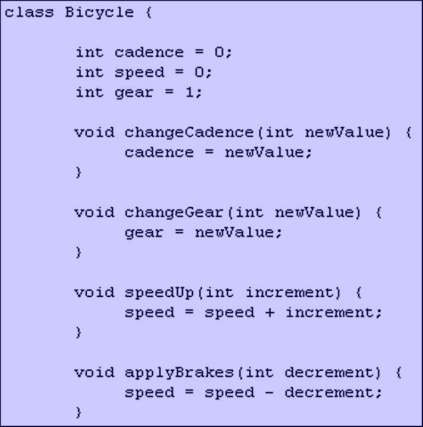 class Bicycle {
int cadence = 0;
int speed = 0;
int gear = 1;
void changeCadence(int newValue) {
cadence = newValue;
}
void changeGear(int newValue) {
gear = newValue;
}
void speedUp(int increment) {
speed = speed + increment;
}
void applyBrakes(int decrement) {
speed = speed - decrement;
}